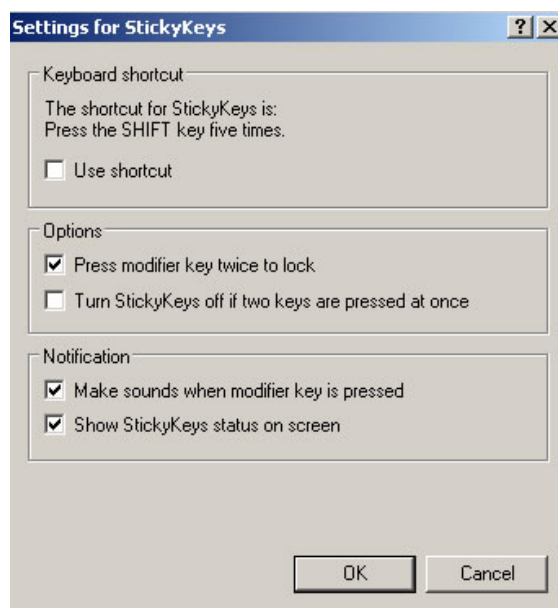 Settings for StickyKeys
Keyboard shortcut
The shortcut for StickyKeys is:
Press the SHIFT key five times.
Use shortcut
Options
Press modifier key twice to lock
Turn StickyKeys off if two keys are pressed at once
Notification
Make sounds when modifier key is pressed
Show StickyKeys status on screen
OK Cancel